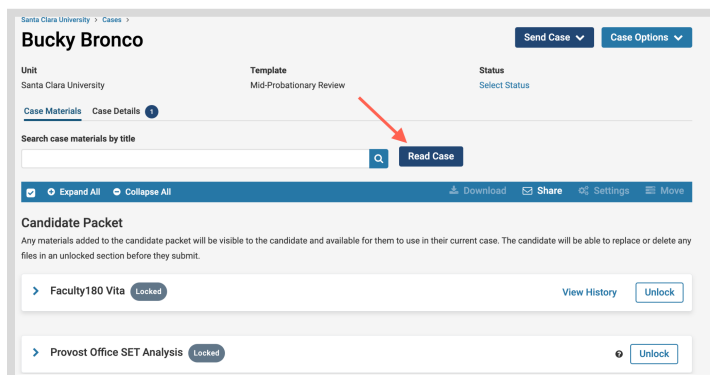 Santa Clara University > Cases >
Bucky Bronco
Send Case
Case Options
Unit
Template
Status
Santa Clara University
Mid-Probationary Review
Select Status
Case Materials
Case Details 1
Search case materials by title
Read Case
Expand All
Collapse All
Download
Share
Settings
Move
Candidate Packet
Any materials added to the candidate packet will be visible to the candidate and available for them to use in their current case. The candidate will be able to replace or delete any
files in an unlocked section before they submit.
Faculty180 Vita Locked
View History
Unlock
Provost Office SET Analysis Locked
Unlock